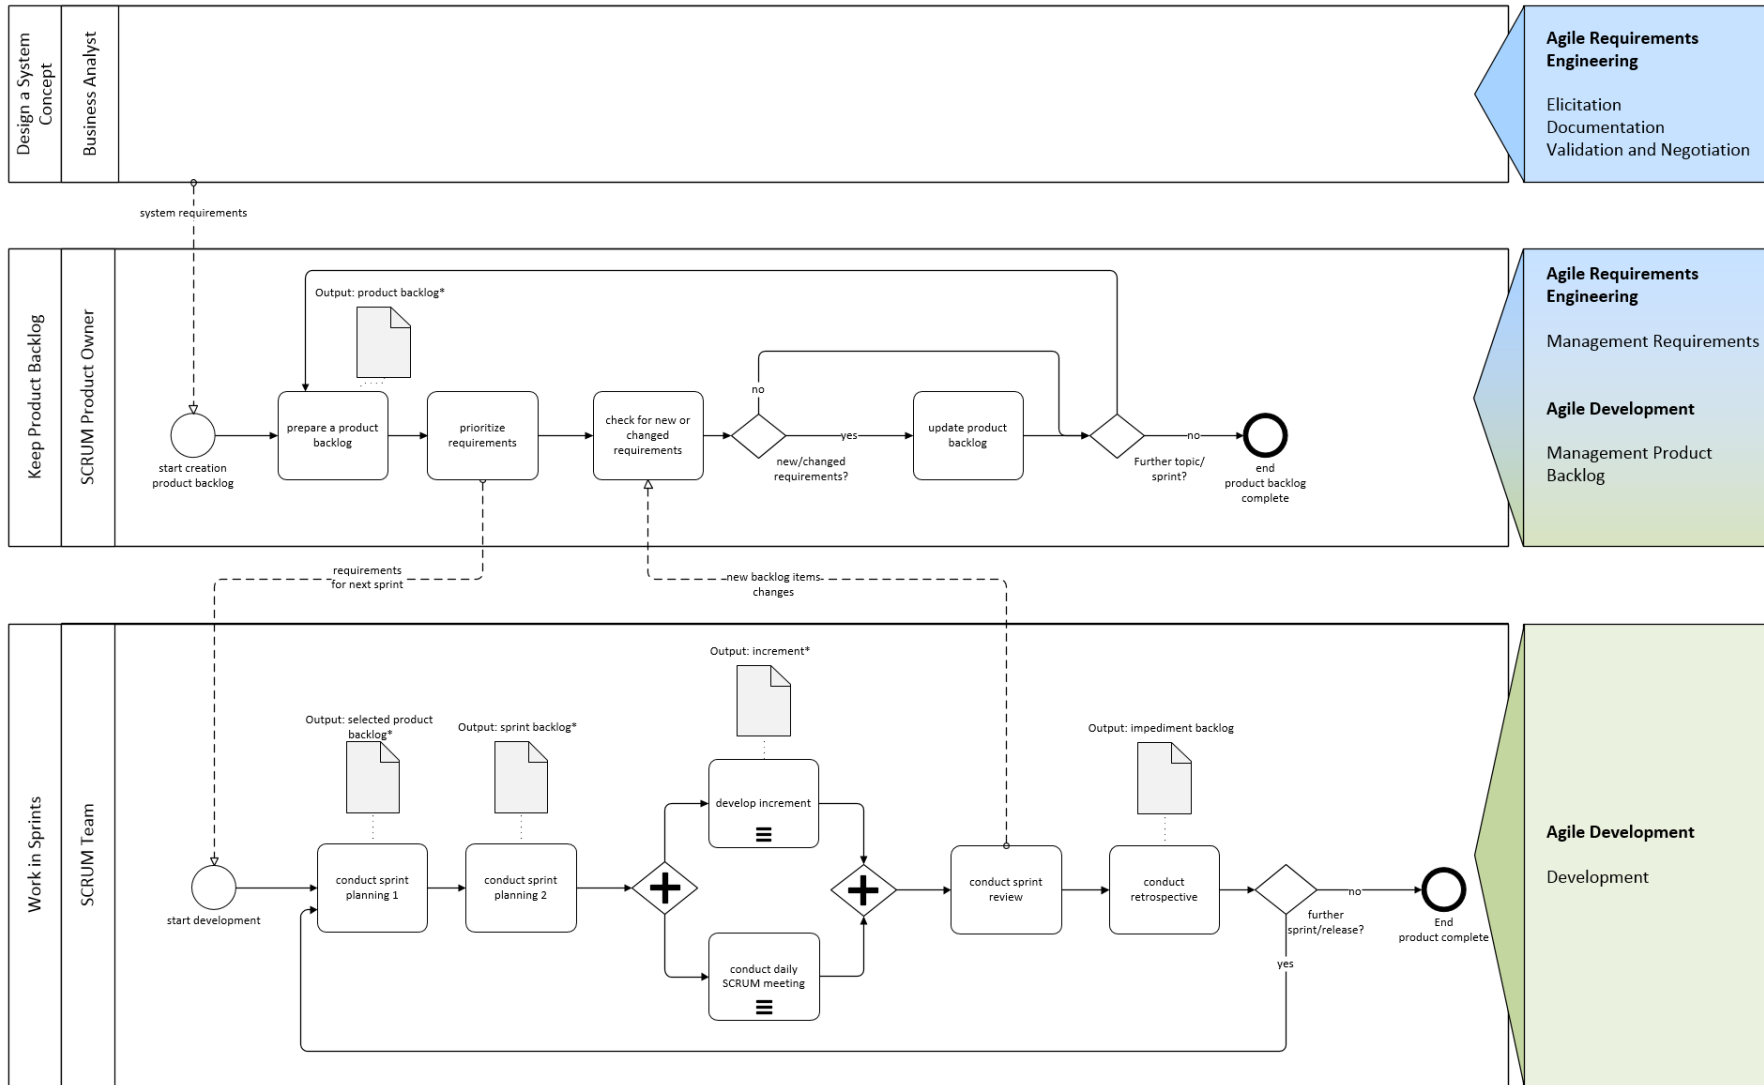 Design a System
Concept
Business Analyst
Agile Requirements
Engineering
Elicitation
Documentation
Validation and Negotiation
system requirements
Keep Product Backlog
SCRUM Product Owner
Output: product backlog*
start creation
product backlog
prepare a product
backlog
prioritize
requirements
check for new or
changed
requirements
no
yes
new/changed
requirements?
update product
backlog
Further topic/
sprint?
no
end
product backlog
complete
Agile Requirements
Engineering
Management Requirements
Agile Development
Management Product
Backlog
requirements
for next sprint
new backlog items
changes
Work in Sprints
SCRUM Team
Output: selected product
backlog*
Output: sprint backlog*
Output: increment*
Output: impediment backlog
start development
conduct sprint
planning 1
conduct sprint
planning 2
develop increment
conduct daily
SCRUM meeting
conduct sprint
review
conduct
retrospective
further
sprint/release?
no
yes
End
product complete
Agile Development
Development